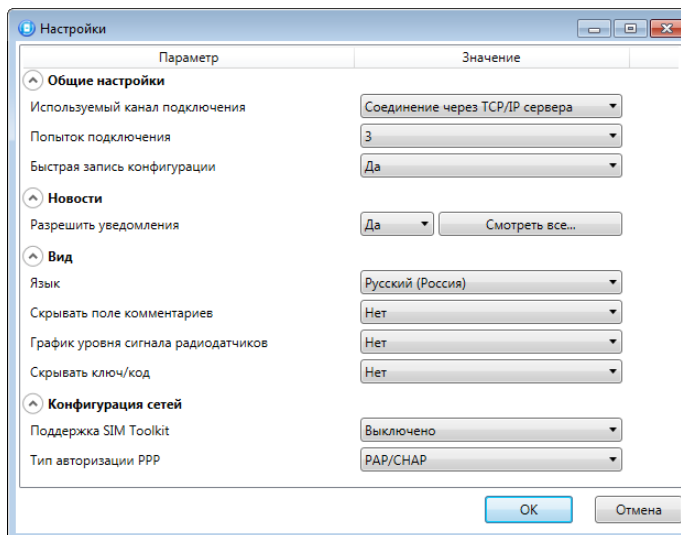 Настройки
Параметр Значение
Общие настройки
Используемый канал подключения Соединение через TCP/IP сервера
Попыток подключения 3
Быстрая запись конфигурации Да
Новости
Разрешить уведомления Да Смотреть все...
Вид
Язык Русский (Россия)
Скрывать поле комментариев Нет
График уровня сигнала радиодатчиков Нет
Скрывать ключ/код Нет
Конфигурация сетей
Поддержка SIM Toolkit Выключено
Тип авторизации PPP PAP/CHAP
OK Отмена